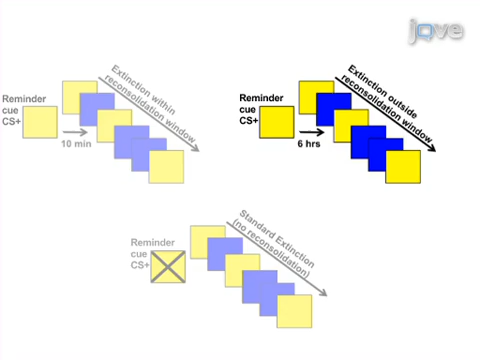 jove
Reminder
cue
CS+
10 min
Extinction within
reconsolidation window
Reminder
cue
CS+
6 hrs
Extinction outside
reconsolidation window
Reminder
cue
CS+
Standard Extinction
(no reconsolidation)